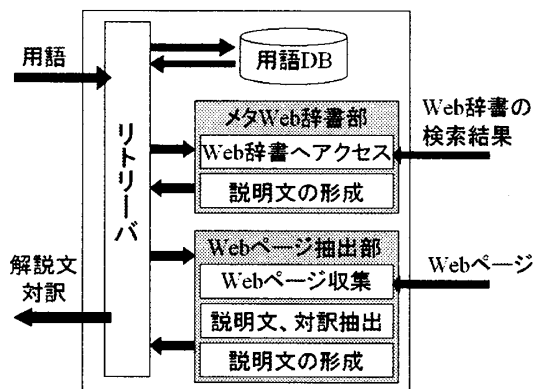 用語
リトリーバ
解説文
対訳
用語DB
メタWeb辞書部
Web辞書へアクセス
説明文の形成
Web辞書の
検索結果
Webページ抽出部
Webページ収集
説明文、対訳抽出
説明文の形成
Webページ